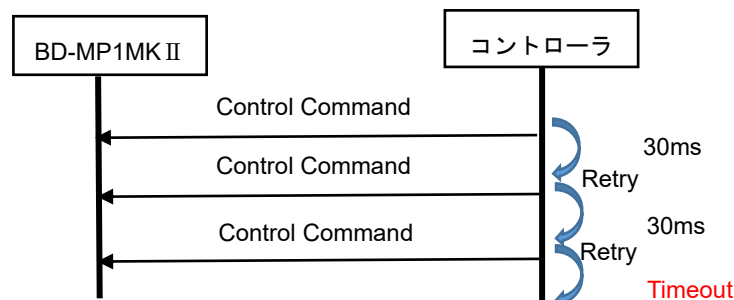 BD-MP1MKⅡ
コントローラ
Control Command
30ms
Control Command
Retry
Control Command
30ms
Retry
Timeout